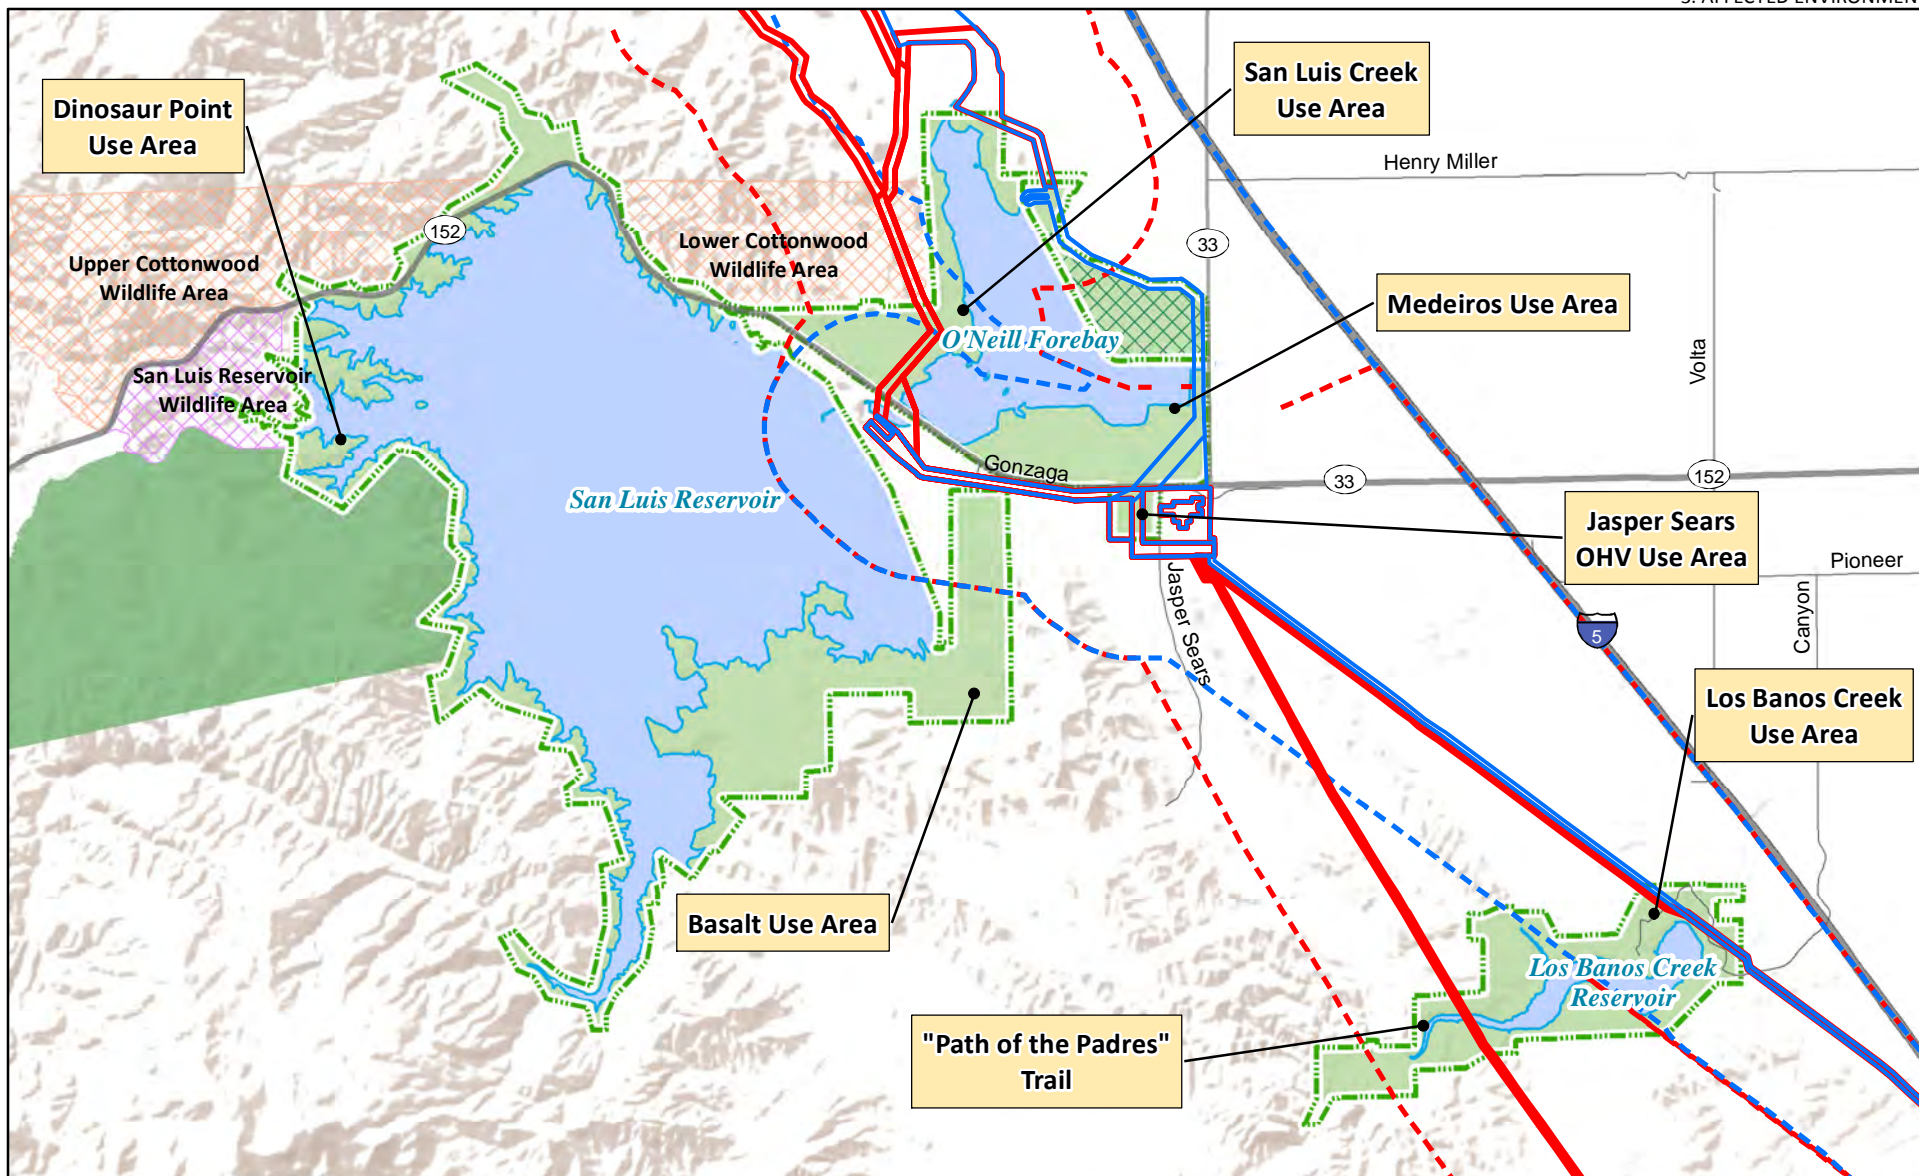 Dinosaur Point
Use Area
San Luis Creek
Use Area
Henry Miller
152
33
Upper Cottonwood
Wildlife Area
Lower Cottonwood
Wildlife Area
Medeiros Use Area
O'Neill Forebay
Volta
San Luis Reservoir
Wildlife Area
Gonzaga
33
152
San Luis Reservoir
Jasper Sears
OHV Use Area
Pioneer
Jasper Sears
Canyon
5
Los Banos Creek
Use Area
Basalt Use Area
Los Banos Creek
Reservoir
"Path of the Padres"
Trail